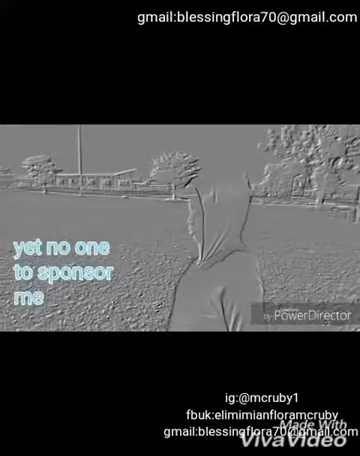 gmail:blessingflora70@gmail.com
yet no one
to sponsor
me
by PowerDirector
ig:@mcruby1
fbuk:elimimianfloramcruby
Made With
gmail:blessingflora70@gmail.com
VivaVideo